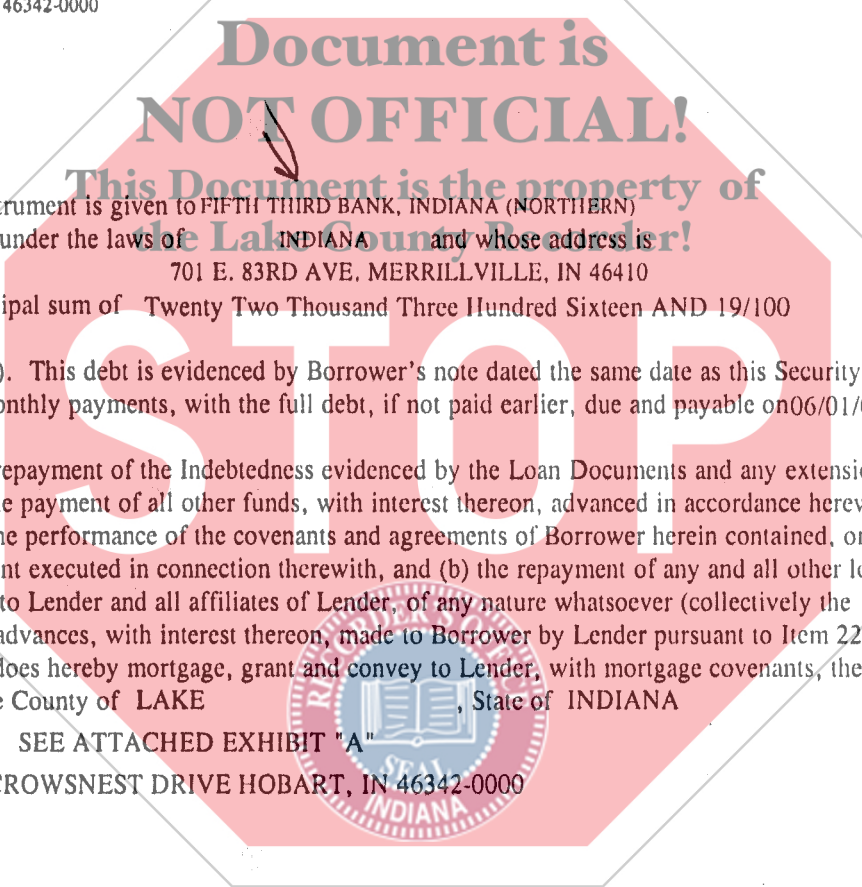 46342-0000
Document is
NOT OFFICIAL!
This Document is the property of
the Lake County Recorder!
trument is given to FIFTH THIRD BANK, INDIANA (NORTHERN)
under the laws of INDIANA and whose address is
701 E. 83RD AVE. MERRILLVILLE, IN 46410
ipal sum of Twenty Two Thousand Three Hundred Sixteen AND 19/100
). This debt is evidenced by Borrower's note dated the same date as this Security
onthly payments, with the full debt, if not paid earlier, due and payable on06/01/
STOP
repayment of the Indebtedness evidenced by the Loan Documents and any extensi
e payment of all other funds, with interest thereon, advanced in accordance herew
he performance of the covenants and agreements of Borrower herein contained, or
nt executed in connection therewith, and (b) the repayment of any and all other lo
to Lender and all affiliates of Lender, of any nature whatsoever (collectively the
advances, with interest thereon, made to Borrower by Lender pursuant to Item 22
does hereby mortgage, grant and convey to Lender, with mortgage covenants, the
e County of LAKE , State of INDIANA
SEE ATTACHED EXHIBIT "A"
CROWSNEST DRIVE HOBART, IN 46342-0000
RECORDER'S OFFICE
SEAL
INDIANA